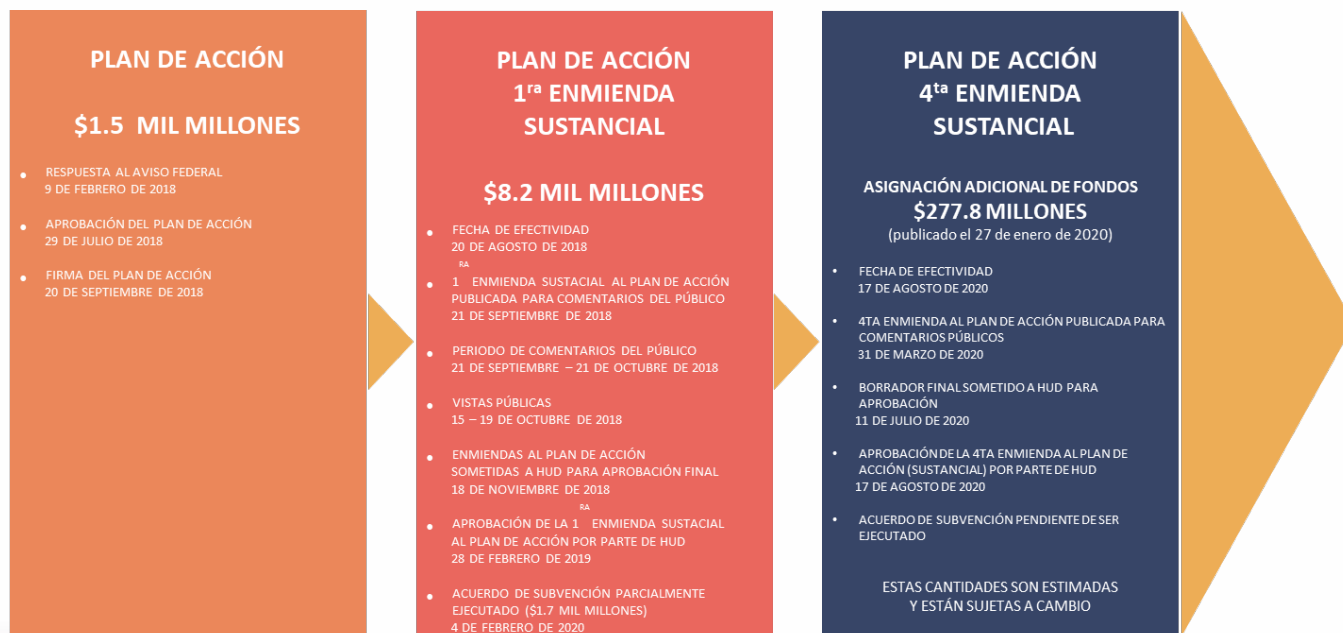 PLAN DE ACCIÓN
$1.5 MIL MILLONES
• RESPUESTA AL AVISO FEDERAL
9 DE FEBRERO DE 2018
• APROBACIÓN DEL PLAN DE ACCIÓN
29 DE JULIO DE 2018
• FIRMA DEL PLAN DE ACCIÓN
20 DE SEPTIEMBRE DE 2018
PLAN DE ACCIÓN
1ra ENMIENDA
SUSTANCIAL
$8.2 MIL MILLONES
• FECHA DE EFECTIVIDAD
20 DE AGOSTO DE 2018
RA
• 1 ENMIENDA SUSTACIAL AL PLAN DE ACCIÓN
PUBLICADA PARA COMENTARIOS DEL PÚBLICO
21 DE SEPTIEMBRE DE 2018
• PERIODO DE COMENTARIOS DEL PÚBLICO
21 DE SEPTIEMBRE – 21 DE OCTUBRE DE 2018
• VISTAS PÚBLICAS
15 – 19 DE OCTUBRE DE 2018
• ENMIENDAS AL PLAN DE ACCIÓN
SOMETIDAS A HUD PARA APROBACIÓN FINAL
18 DE NOVIEMBRE DE 2018
RA
• APROBACIÓN DE LA 1 ENMIENDA SUSTACIAL
AL PLAN DE ACCIÓN POR PARTE DE HUD
28 DE FEBRERO DE 2019
• ACUERDO DE SUBVENCIÓN PARCIALMENTE
EJECUTADO ($1.7 MIL MILLONES)
4 DE FEBRERO DE 2020
PLAN DE ACCIÓN
4ta ENMIENDA
SUSTANCIAL
ASIGNACIÓN ADICIONAL DE FONDOS
$277.8 MILLONES
(publicado el 27 de enero de 2020)
• FECHA DE EFECTIVIDAD
17 DE AGOSTO DE 2020
• 4TA ENMIENDA AL PLAN DE ACCIÓN PUBLICADA PARA
COMENTARIOS PÚBLICOS
31 DE MARZO DE 2020
• BORRADOR FINAL SOMETIDO A HUD PARA
APROBACIÓN
11 DE JULIO DE 2020
• APROBACIÓN DE LA 4TA ENMIENDA AL PLAN DE
ACCIÓN (SUSTANCIAL) POR PARTE DE HUD
17 DE AGOSTO DE 2020
• ACUERDO DE SUBVENCIÓN PENDIENTE DE SER
EJECUTADO
ESTAS CANTIDADES SON ESTIMADAS
Y ESTÁN SUJETAS A CAMBIO